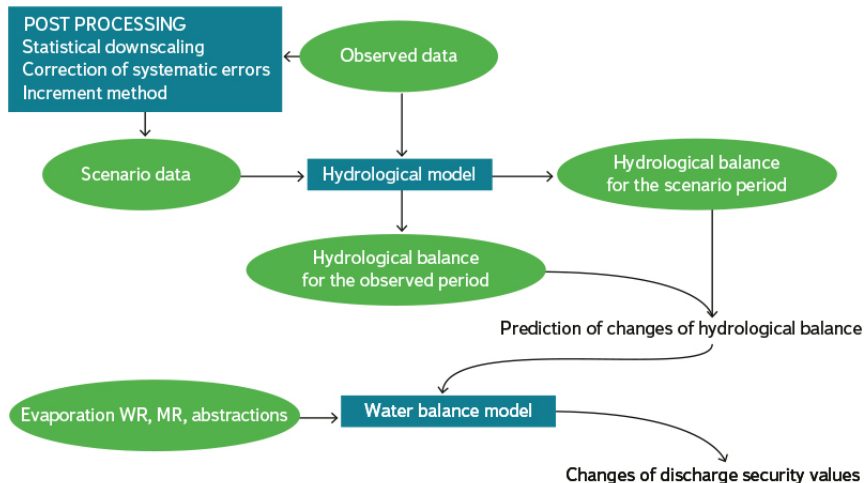 POST PROCESSING
Statistical downscaling
Correction of systematic errors
Increment method
Observed data
Scenario data
Hydrological model
Hydrological balance
for the scenario period
Hydrological balance
for the observed period
Prediction of changes of hydrological balance
Evaporation WR, MR, abstractions
Water balance model
Changes of discharge security values